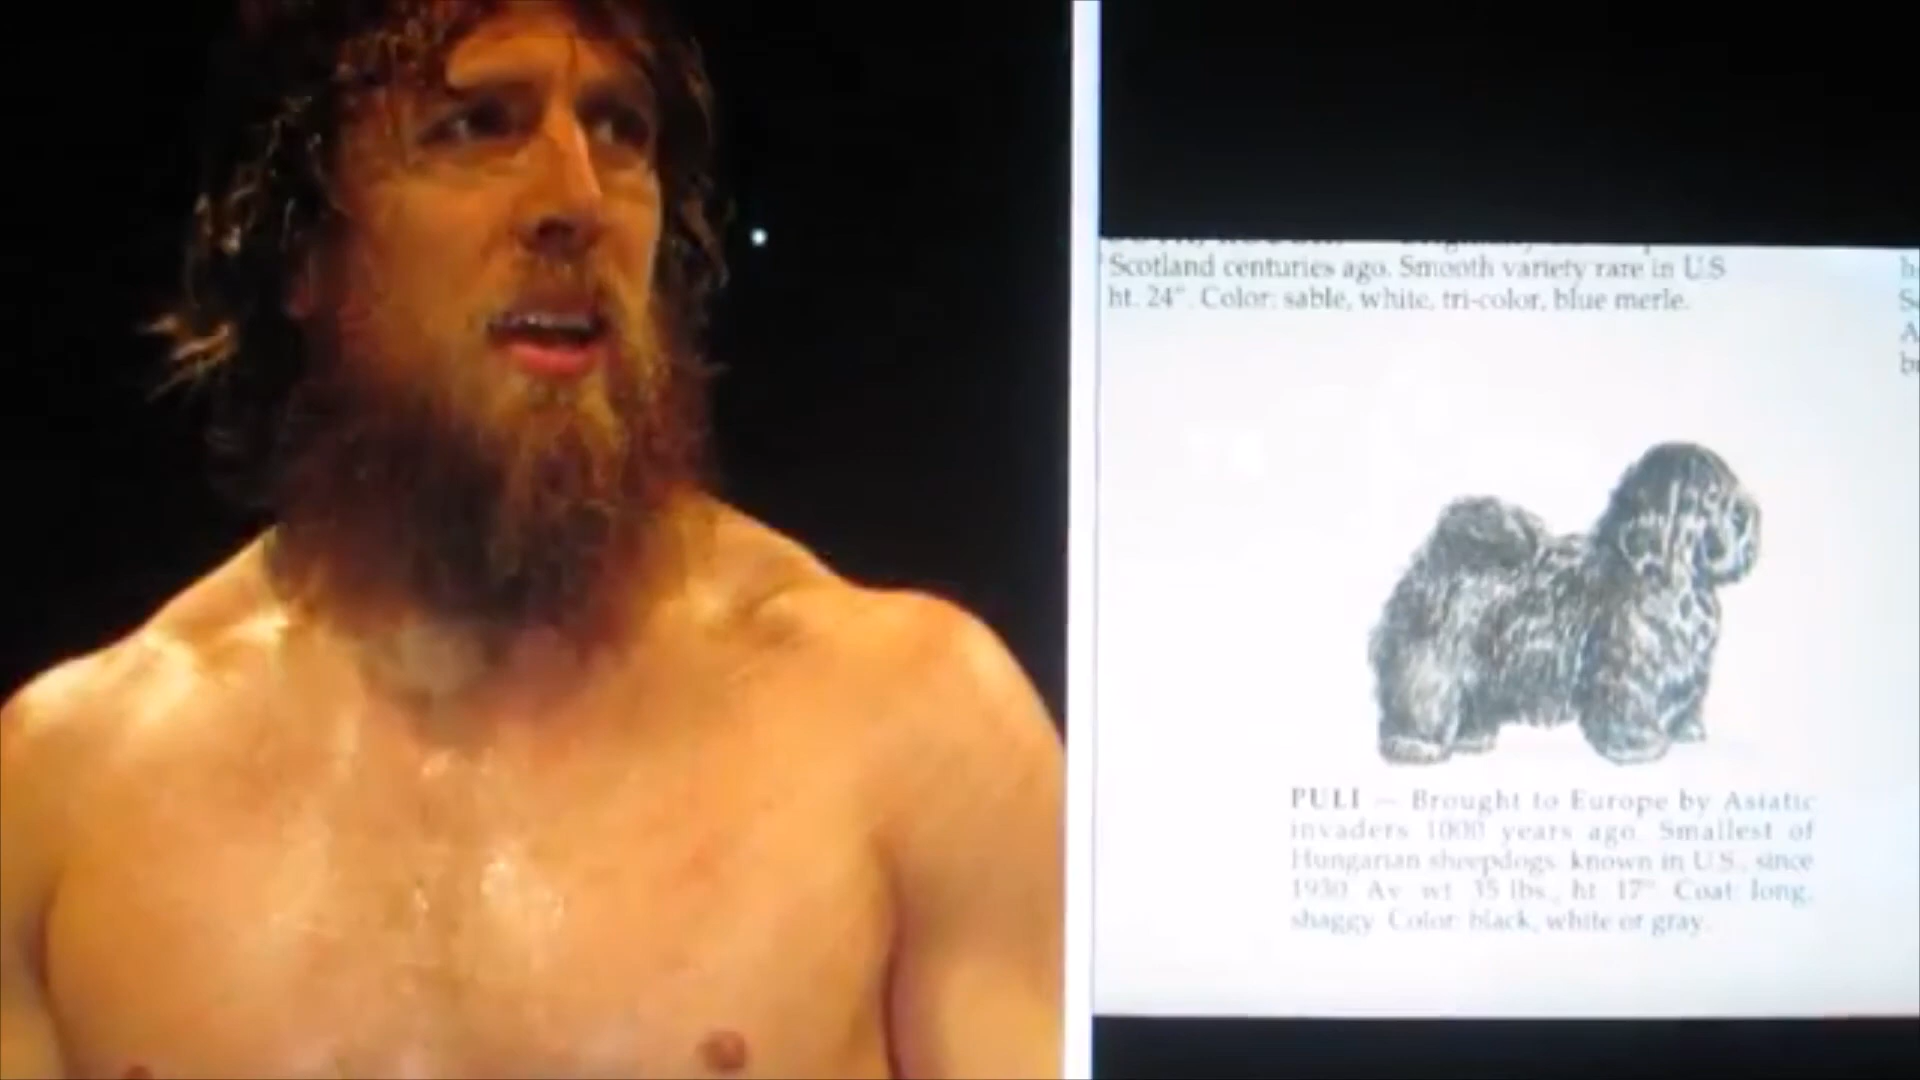 Scotland centuries ago. Smooth variety rare in U.S
ht. 24". Color: sable, white, tri-color, blue merle.
PULI — Brought to Europe by Asiatic
invaders 1000 years ago. Smallest of
Hungarian sheepdogs known in U.S., since
1930. Av wt 35 lbs., ht 17". Coat: long,
shaggy. Color: black, white or gray.